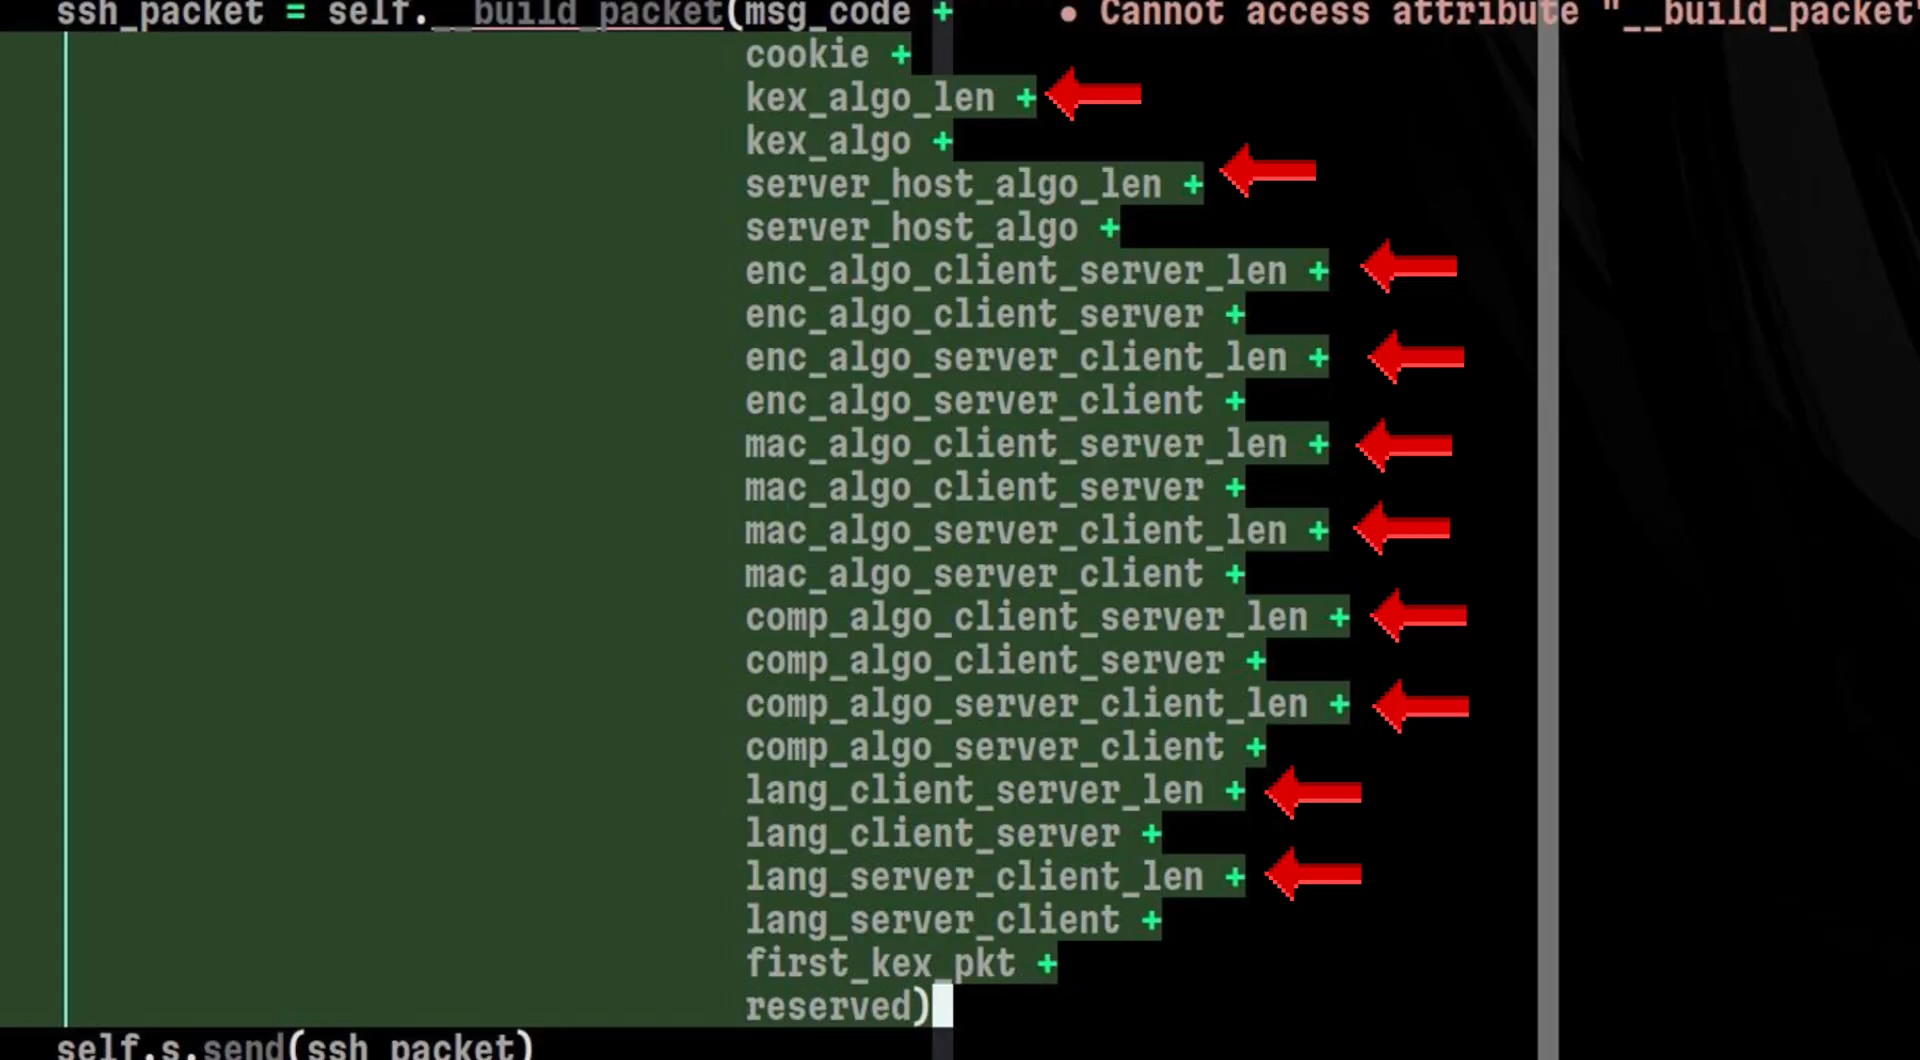 ssh_packet = self.__build_packet(msg_code + • Cannot access attribute "__build_packet"
cookie +
kex_algo_len +
kex_algo +
server_host_algo_len +
server_host_algo +
enc_algo_client_server_len +
enc_algo_client_server +
enc_algo_server_client_len +
enc_algo_server_client +
mac_algo_client_server_len +
mac_algo_client_server +
mac_algo_server_client_len +
mac_algo_server_client +
comp_algo_client_server_len +
comp_algo_client_server +
comp_algo_server_client_len +
comp_algo_server_client +
lang_client_server_len +
lang_client_server +
lang_server_client_len +
lang_server_client +
first_kex_pkt +
reserved)
self.s.send(ssh_packet)